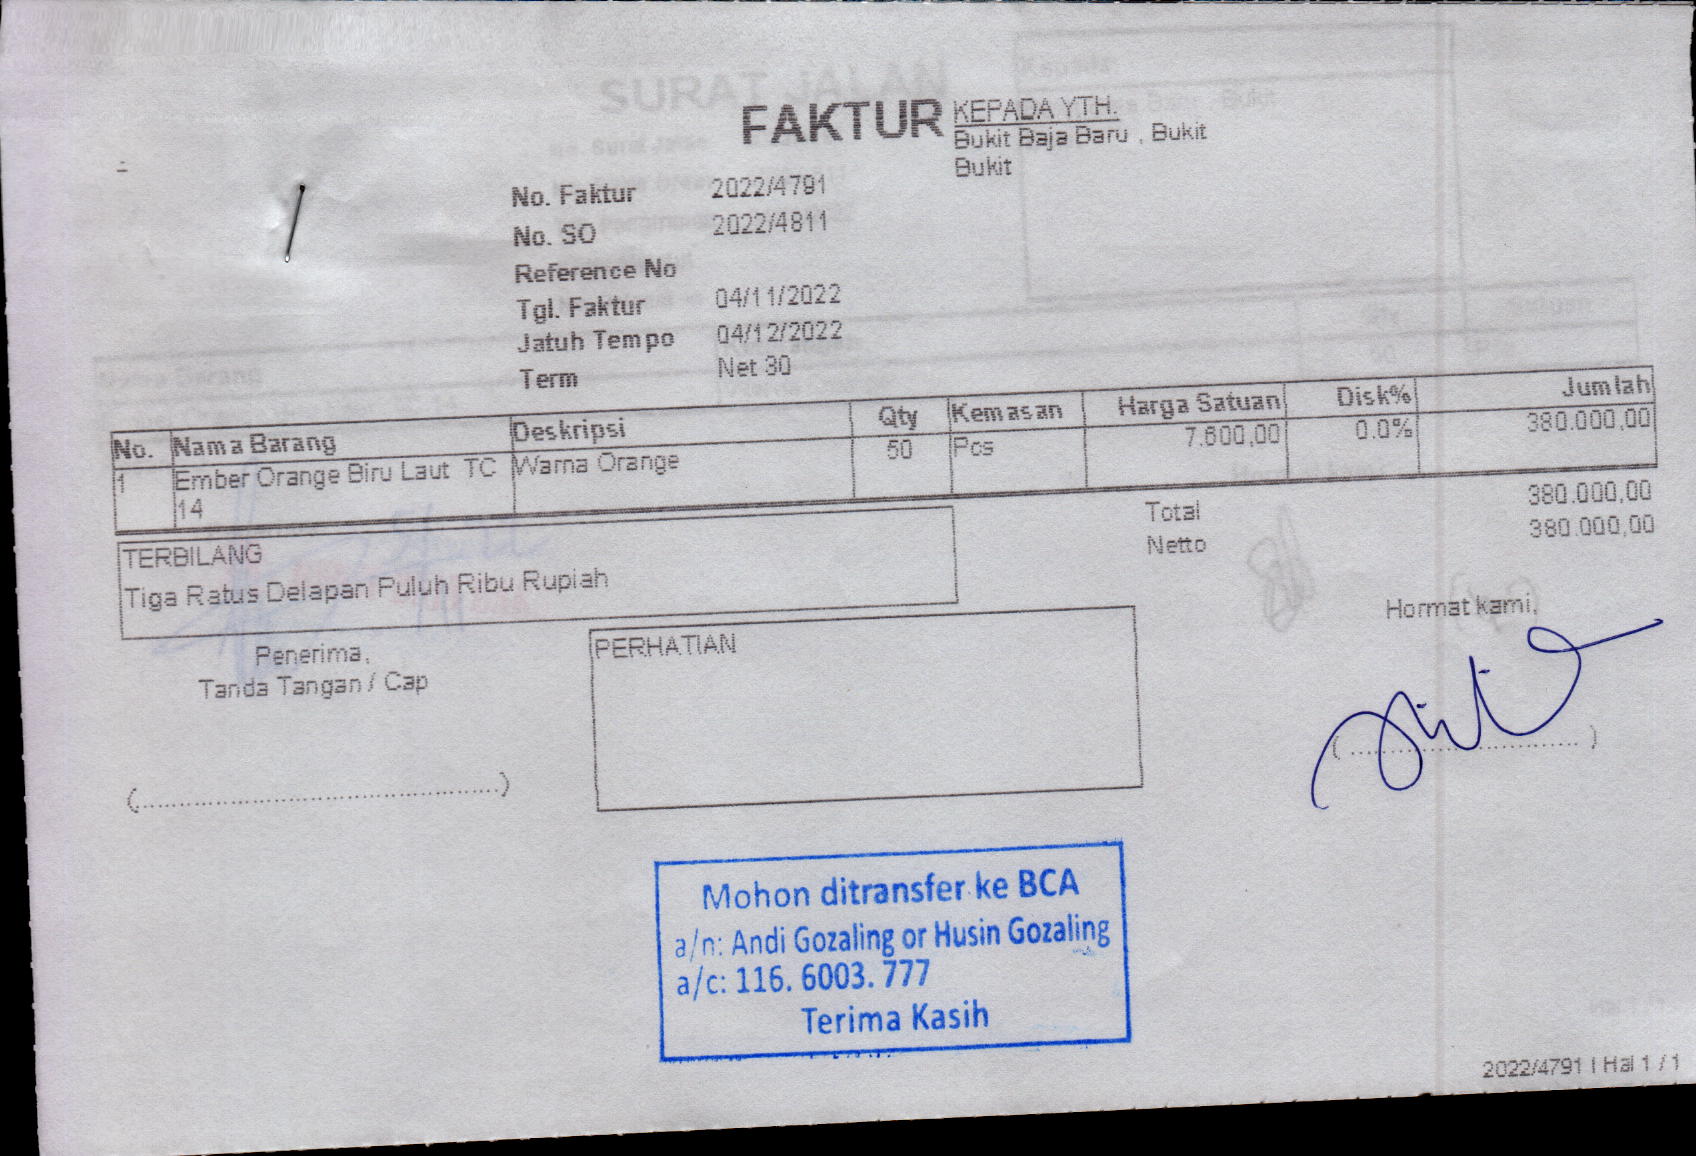 SURAT JALAN
FAKTUR
KEPADA YTH.
Bukit Baja Baru , Bukit
Bukit
No. Faktur 2022/4791
No. SO 2022/4811
Reference No
Tgl. Faktur 04/11/2022
Jatuh Tempo 04/12/2022
Term Net 30
No. Nama Barang Deskripsi Qty Kemasan Harga Satuan Disk% Jumlah
1 Ember Orange Biru Laut TC Warna Orange 50 Pcs 7.600,00 0.0% 380.000,00
14
Total 380.000,00
Netto 380.000,00
TERBILANG
Tiga Ratus Delapan Puluh Ribu Rupiah
Penerima,
Tanda Tangan / Cap
(..................................................)
PERHATIAN
Hormat kami,
(..................................)
Mohon ditransfer ke BCA
a/n: Andi Gozaling or Husin Gozaling
a/c: 116. 6003. 777
Terima Kasih
2022/4791 | Hal 1 / 1